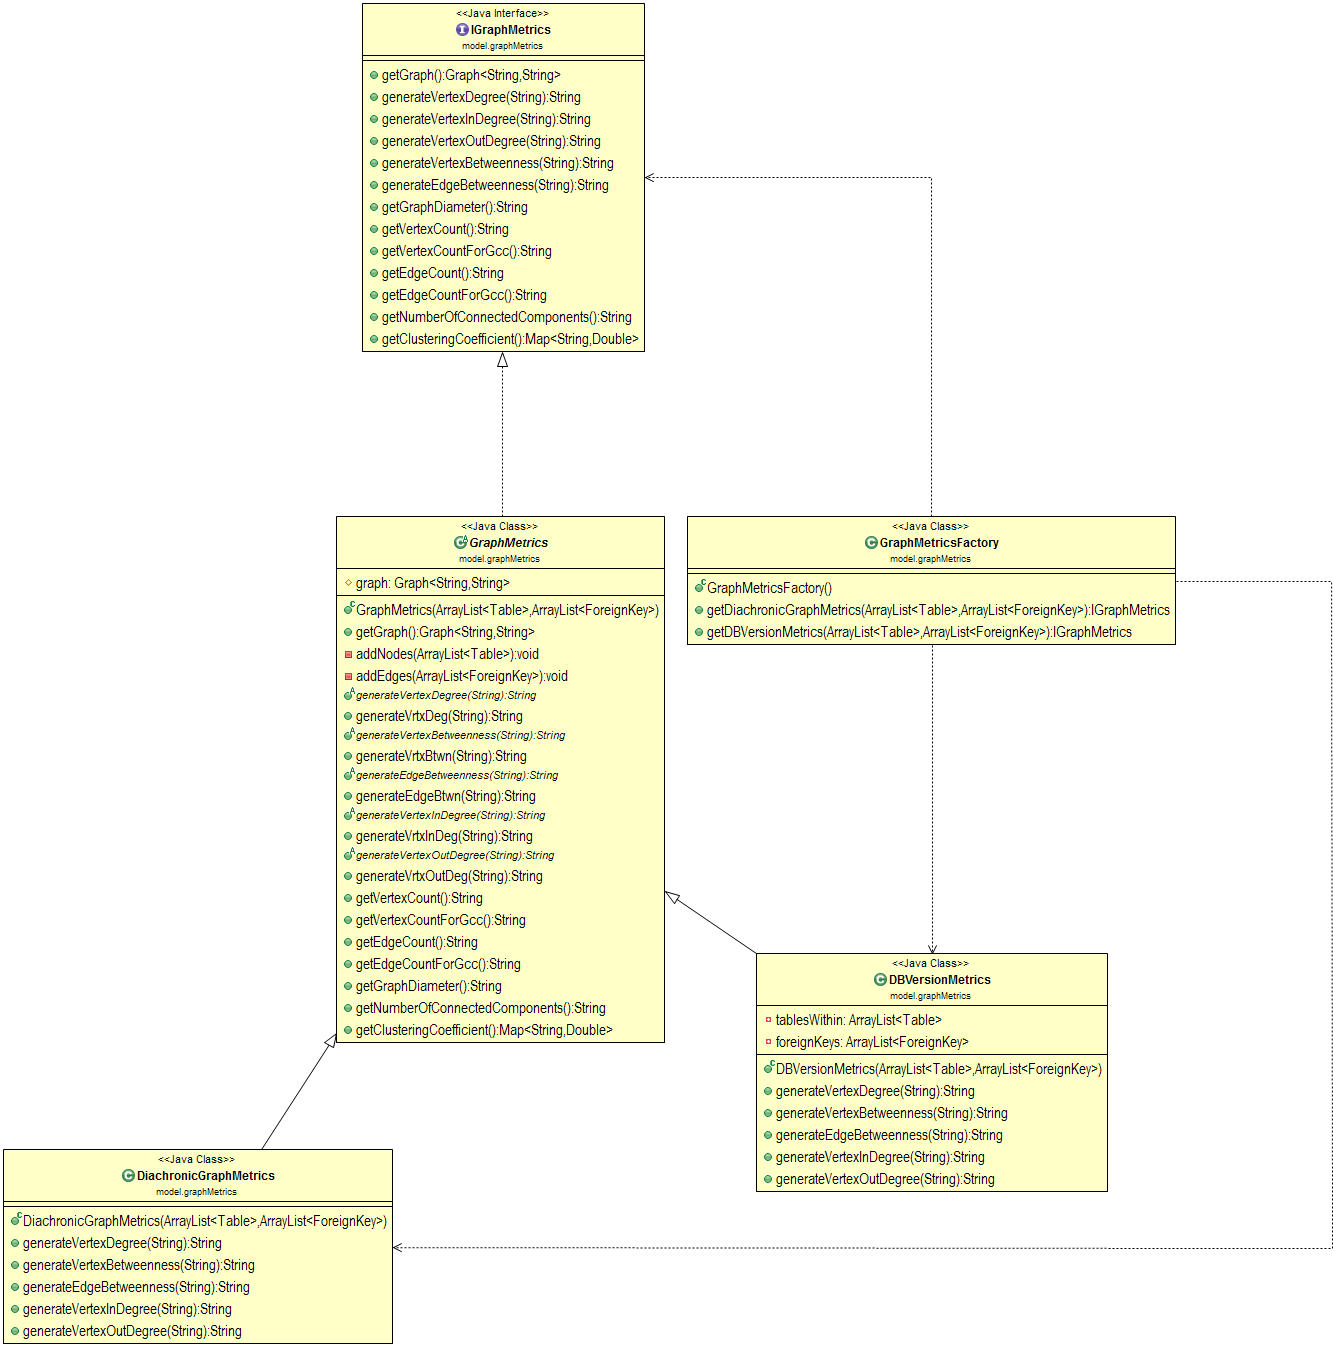 <<Java Interface>>
IGraphMetrics
model.graphMetrics
getGraph():Graph<String,String>
generateVertexDegree(String):String
generateVertexInDegree(String):String
generateVertexOutDegree(String):String
generateVertexBetweenness(String):String
generateEdgeBetweenness(String):String
getGraphDiameter():String
getVertexCount():String
getVertexCountForGcc():String
getEdgeCount():String
getEdgeCountForGcc():String
getNumberOfConnectedComponents():String
getClusteringCoefficient():Map<String,Double>
<<Java Class>>
GraphMetrics
model.graphMetrics
graph: Graph<String,String>
GraphMetrics(ArrayList<Table>,ArrayList<ForeignKey>)
getGraph():Graph<String,String>
addNodes(ArrayList<Table>):void
addEdges(ArrayList<ForeignKey>):void
generateVertexDegree(String):String
generateVrtxDeg(String):String
generateVertexBetweenness(String):String
generateVrtxBtwn(String):String
generateEdgeBetweenness(String):String
generateEdgeBtwn(String):String
generateVertexInDegree(String):String
generateVrtxInDeg(String):String
generateVertexOutDegree(String):String
generateVrtxOutDeg(String):String
getVertexCount():String
getVertexCountForGcc():String
getEdgeCount():String
getEdgeCountForGcc():String
getGraphDiameter():String
getNumberOfConnectedComponents():String
getClusteringCoefficient():Map<String,Double>
<<Java Class>>
GraphMetricsFactory
model.graphMetrics
GraphMetricsFactory()
getDiachronicGraphMetrics(ArrayList<Table>,ArrayList<ForeignKey>):IGraphMetrics
getDBVersionMetrics(ArrayList<Table>,ArrayList<ForeignKey>):IGraphMetrics
<<Java Class>>
DBVersionMetrics
model.graphMetrics
tablesWithin: ArrayList<Table>
foreignKeys: ArrayList<ForeignKey>
DBVersionMetrics(ArrayList<Table>,ArrayList<ForeignKey>)
generateVertexDegree(String):String
generateVertexBetweenness(String):String
generateEdgeBetweenness(String):String
generateVertexInDegree(String):String
generateVertexOutDegree(String):String
<<Java Class>>
DiachronicGraphMetrics
model.graphMetrics
DiachronicGraphMetrics(ArrayList<Table>,ArrayList<ForeignKey>)
generateVertexDegree(String):String
generateVertexBetweenness(String):String
generateEdgeBetweenness(String):String
generateVertexInDegree(String):String
generateVertexOutDegree(String):String